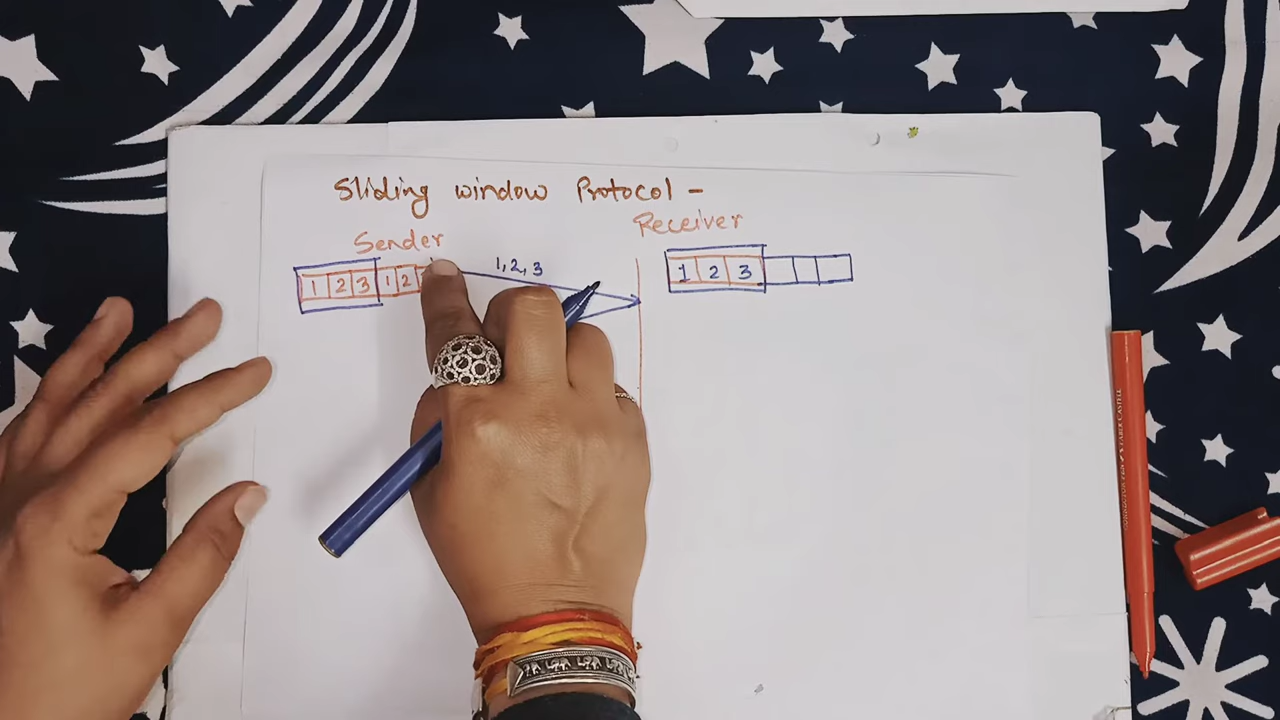 Sliding window Protocol -
Sender
Receiver
1 2 3 1 2
1, 2, 3
1 2 3